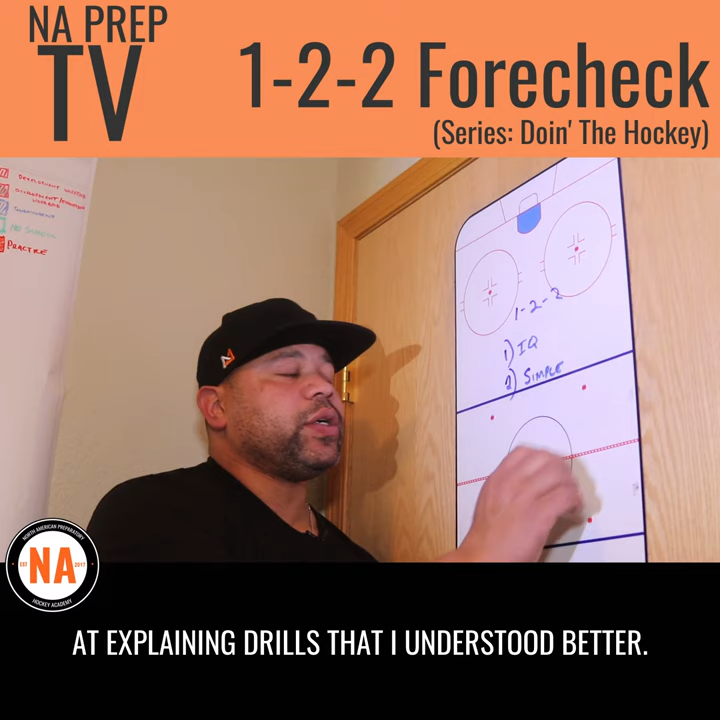 NA PREP
TV
1-2-2 Forecheck
(Series: Doin' The Hockey)
PRACTICE
1-2-2
1) IQ
2) SIMPLE
NORTH AMERICAN PREPARATORY
EST NA 2017
HOCKEY ACADEMY
AT EXPLAINING DRILLS THAT I UNDERSTOOD BETTER.